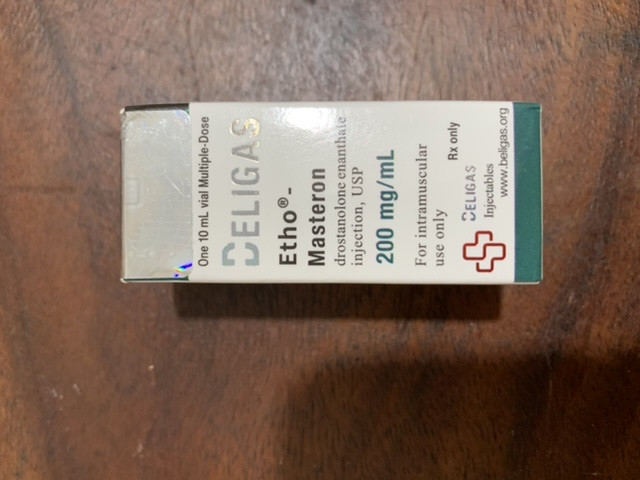 One 10 mL vial Multiple-Dose
BELIGAS
Etho®-
Masteron
drostanolone enanthate
injection, USP
200 mg/mL
For intramuscular
use only
Rx only
BELIGAS
Injectables
www.beligas.org